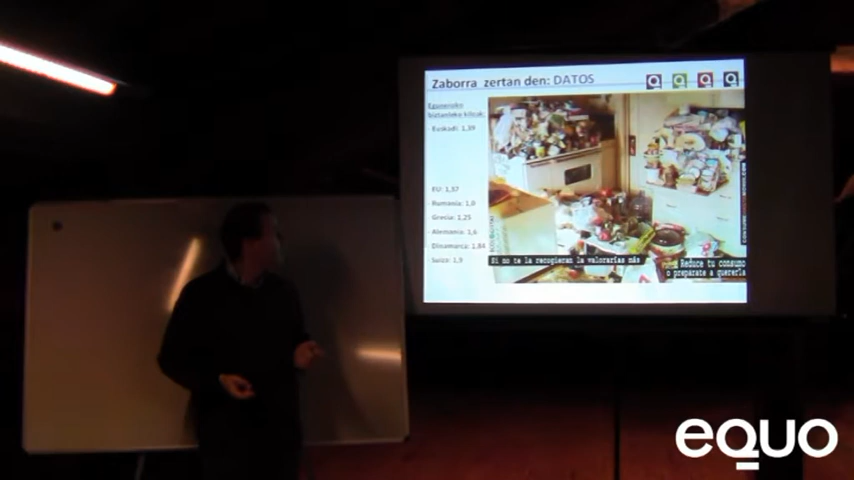 Zaborra zertan den: DATOS
Eguneroko
biztanleko kiloak:
- Euskadi: 1,39
EU: 1,57
- Rumania: 1,0
- Grecia: 1,25
- Alemania: 1,6
- Dinamarca: 1,84
- Suiza: 1,9
Si no te la recogieran la valorarías más
Reduce tu consumo
o prepárate a quererla
eQUO